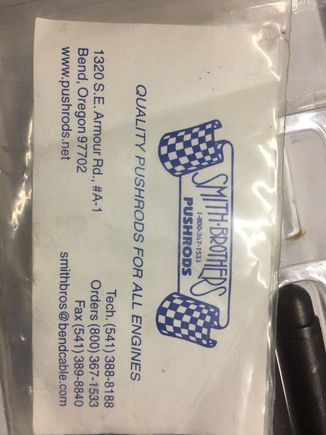 SMITH-BROTHERS
1-800-367-1533
PUSHRODS
QUALITY PUSHRODS FOR ALL ENGINES
1320 S.E. Armour Rd., #A-1
Bend, Oregon 97702
www.pushrods.net
Tech. (541) 388-8188
Orders (800) 367-1533
Fax (541) 389-8840
smithbros@bendcable.com